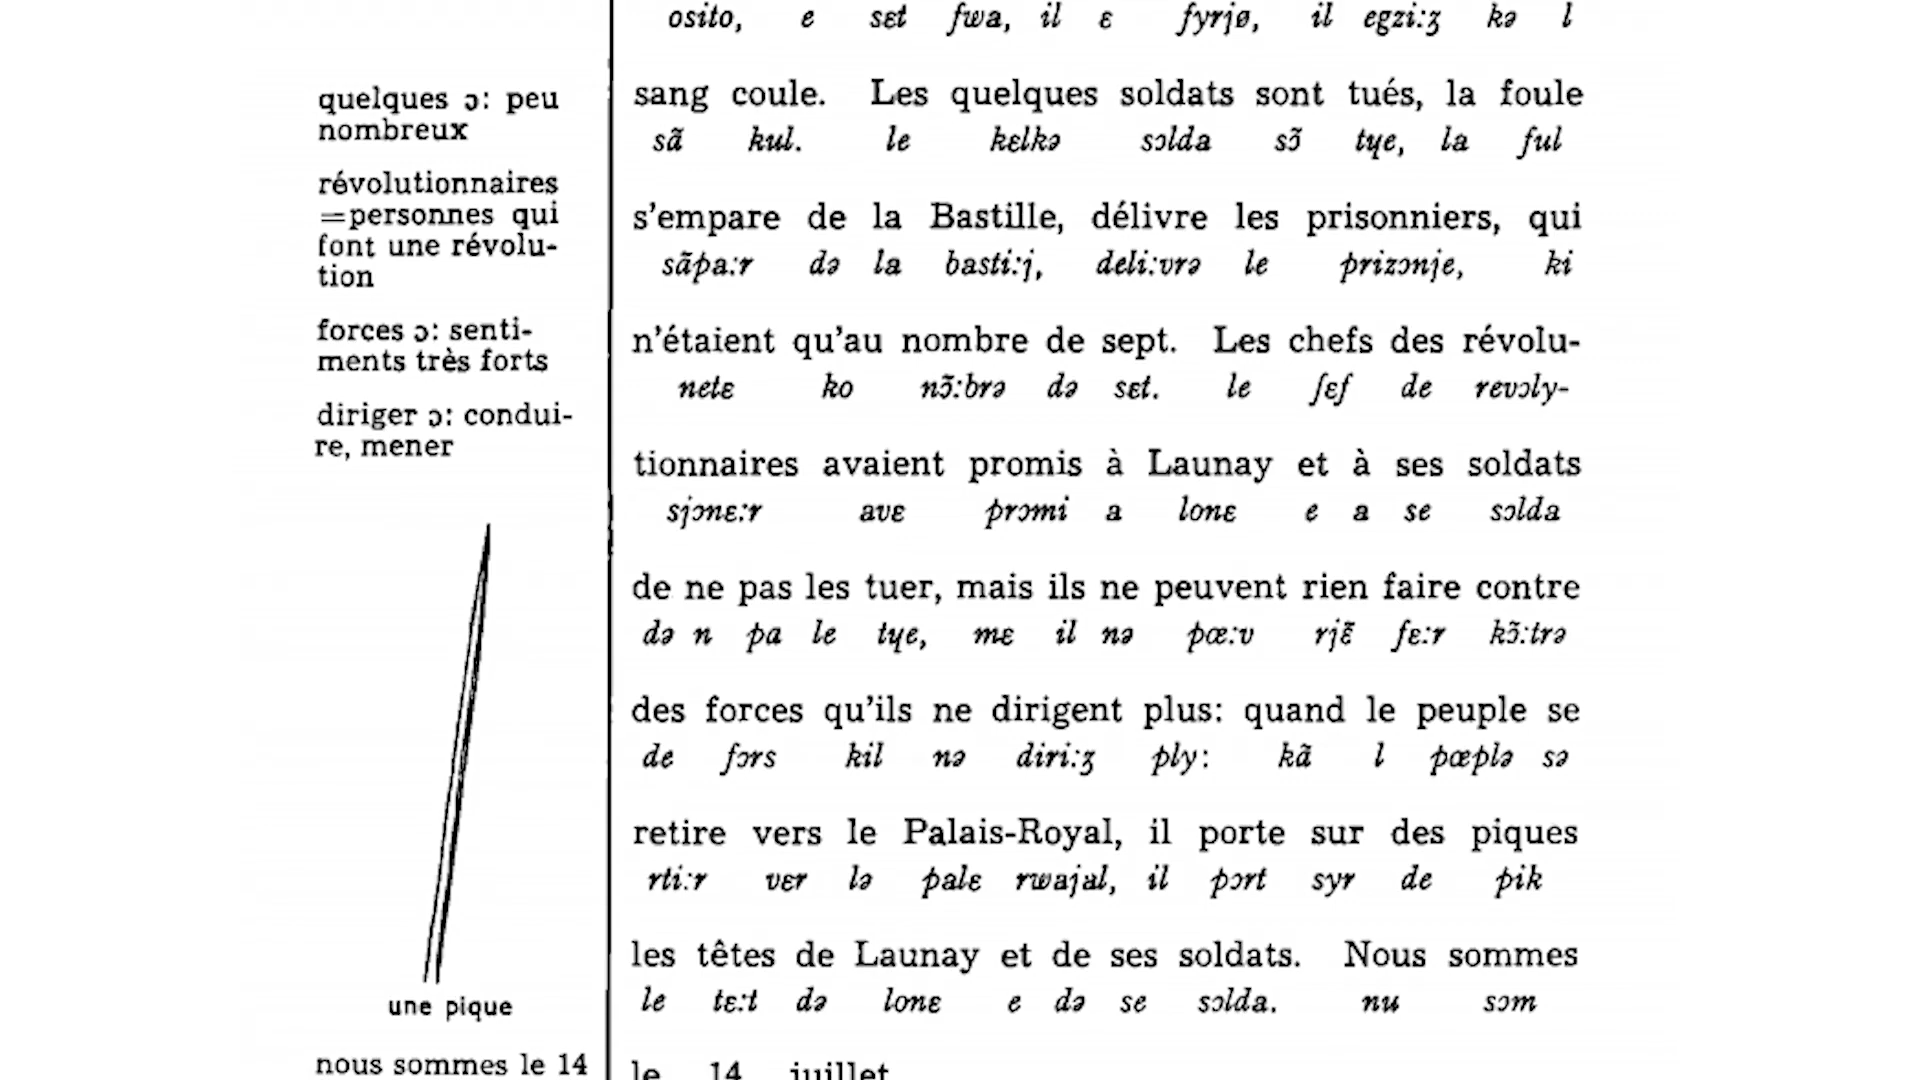 osito, e sɛt fwa, il ɛ fyrjø, il egzi:ʒ kə l
quelques ɔ: peu
nombreux
révolutionnaires
=personnes qui
font une révolu-
tion
forces ɔ: senti-
ments très forts
diriger ɔ: condui-
re, mener
une pique
nous sommes le 14
sang coule. Les quelques soldats sont tués, la foule
sɑ̃ kul. le kɛlkə sɔlda sɔ̃ tɥe, la ful
s'empare de la Bastille, délivre les prisonniers, qui
sɑ̃pa:r də la basti:j, deli:vrə le prizɔnje, ki
n'étaient qu'au nombre de sept. Les chefs des révolu-
netɛ ko nɔ̃:brə də sɛt. le ʃɛf de revɔly-
tionnaires avaient promis à Launay et à ses soldats
sjɔnɛ:r avɛ prɔmi a lonɛ e a se sɔlda
de ne pas les tuer, mais ils ne peuvent rien faire contre
də n pɑ le tɥe, mɛ il nə pœ:v rjɛ̃ fɛ:r kɔ̃:trə
des forces qu'ils ne dirigent plus: quand le peuple se
de fɔrs kil nə diri:ʒ ply: kɑ̃ l pœplə sə
retire vers le Palais-Royal, il porte sur des piques
rti:r vɛr lə palɛ rwajal, il pɔrt syr de pik
les têtes de Launay et de ses soldats. Nous sommes
le tɛ:t də lonɛ e də se sɔlda. nu sɔm
le 14 juillet